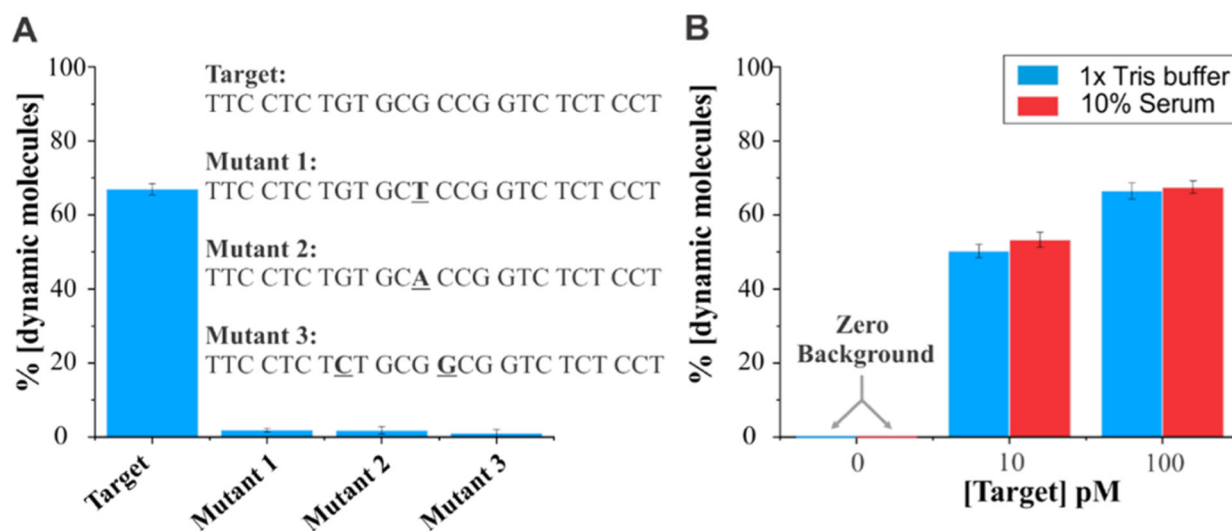 A
% [dynamic molecules]
100
80
60
40
20
0
Target:
TTC CTC TGT GCG CCG GTC TCT CCT
Mutant 1:
TTC CTC TGT GCT CCG GTC TCT CCT
Mutant 2:
TTC CTC TGT GCA CCG GTC TCT CCT
Mutant 3:
TTC CTC TCT GCG GCG GTC TCT CCT
Target
Mutant 1
Mutant 2
Mutant 3
B
% [dynamic molecules]
100
80
60
40
20
0
1x Tris buffer
10% Serum
Zero
Background
0
10
100
[Target] pM